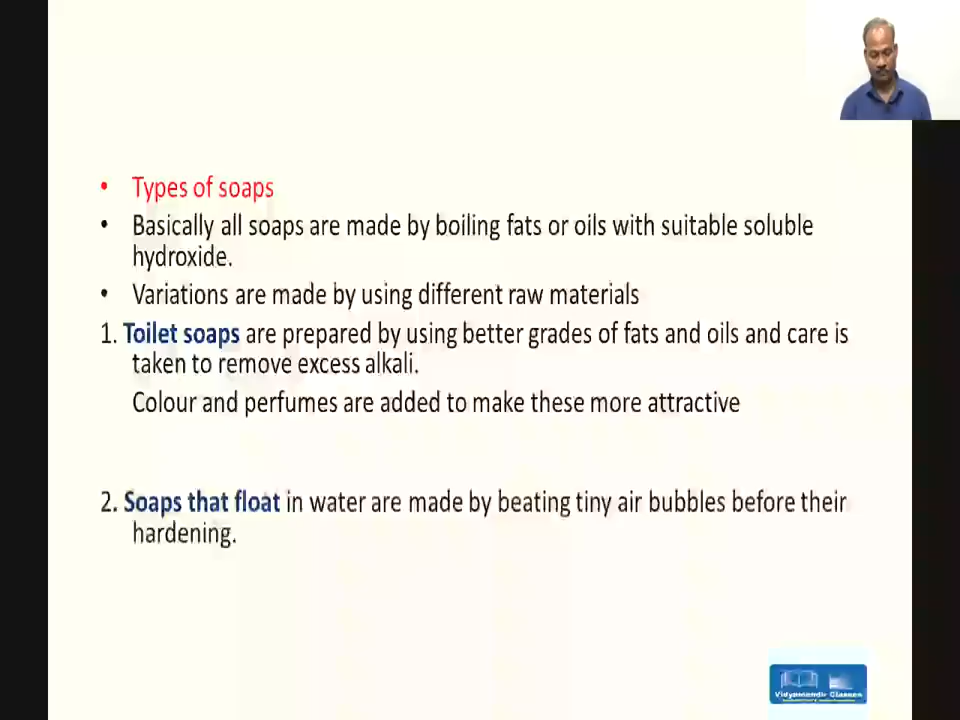 • Types of soaps
• Basically all soaps are made by boiling fats or oils with suitable soluble
hydroxide.
• Variations are made by using different raw materials
1. Toilet soaps are prepared by using better grades of fats and oils and care is
taken to remove excess alkali.
Colour and perfumes are added to make these more attractive
2. Soaps that float in water are made by beating tiny air bubbles before their
hardening.
Vidyamandir Classes